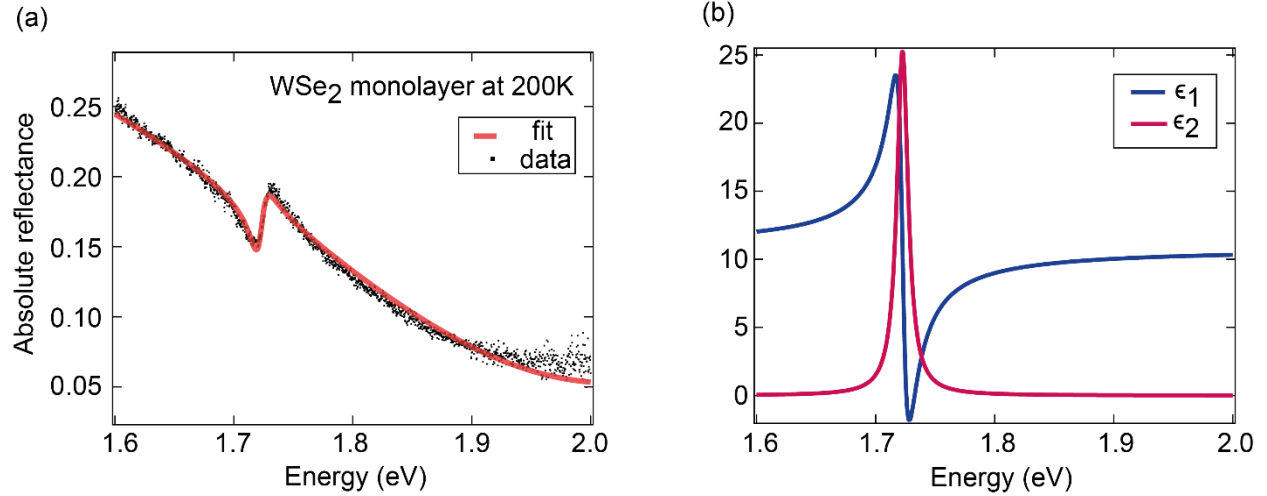 (a)
WSe2 monolayer at 200K
fit
data
0.25
0.20
0.15
0.10
0.05
Absolute reflectance
1.6 1.7 1.8 1.9 2.0
Energy (eV)
(b)
ϵ1
ϵ2
25
20
15
10
5
0
1.6 1.7 1.8 1.9 2.0
Energy (eV)